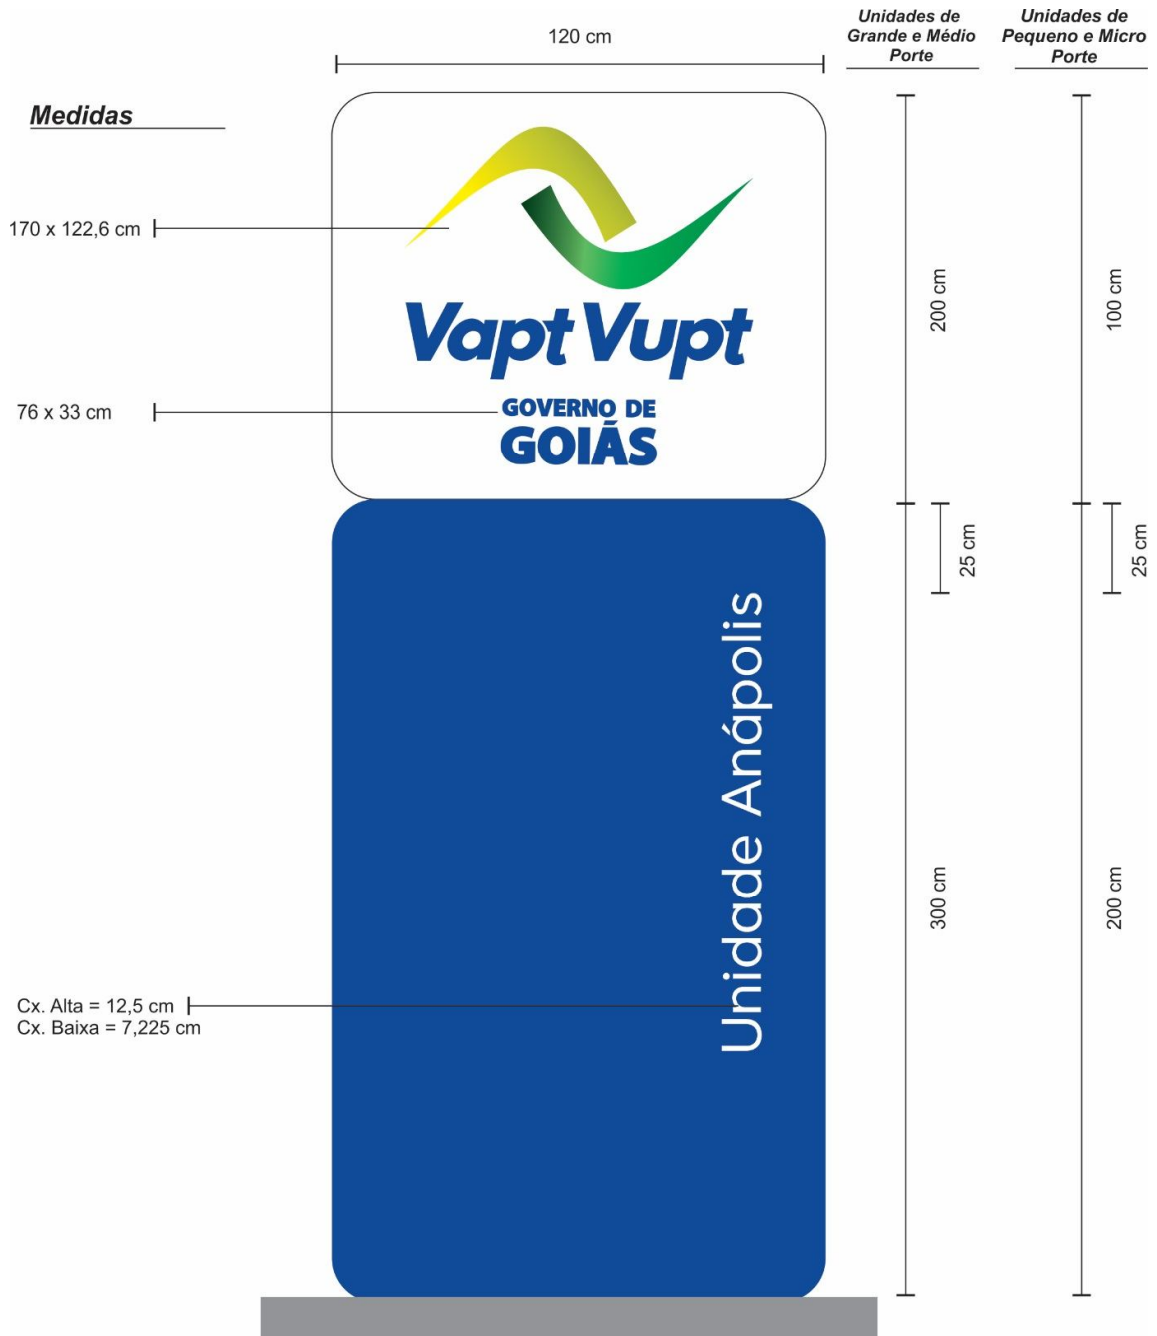 120 cm
Unidades de
Grande e Médio
Porte
Unidades de
Pequeno e Micro
Porte
Medidas
170 x 122,6 cm
Vapt Vupt
76 x 33 cm
GOVERNO DE
GOIÁS
200 cm
100 cm
25 cm
25 cm
Unidade Anápolis
300 cm
200 cm
Cx. Alta = 12,5 cm
Cx. Baixa = 7,225 cm